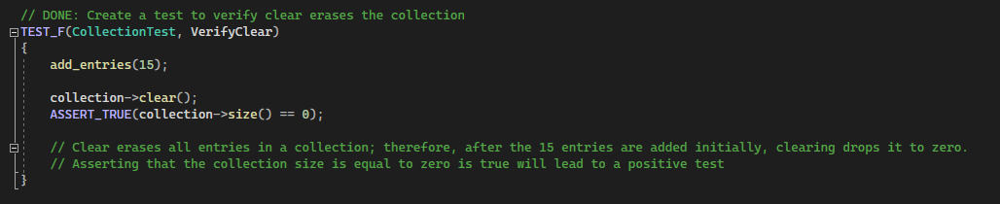 // DONE: Create a test to verify clear erases the collection
TEST_F(CollectionTest, VerifyClear)
{
    add_entries(15);

    collection->clear();
    ASSERT_TRUE(collection->size() == 0);

    // Clear erases all entries in a collection; therefore, after the 15 entries are added initially, clearing drops it to zero.
    // Asserting that the collection size is equal to zero is true will lead to a positive test
}